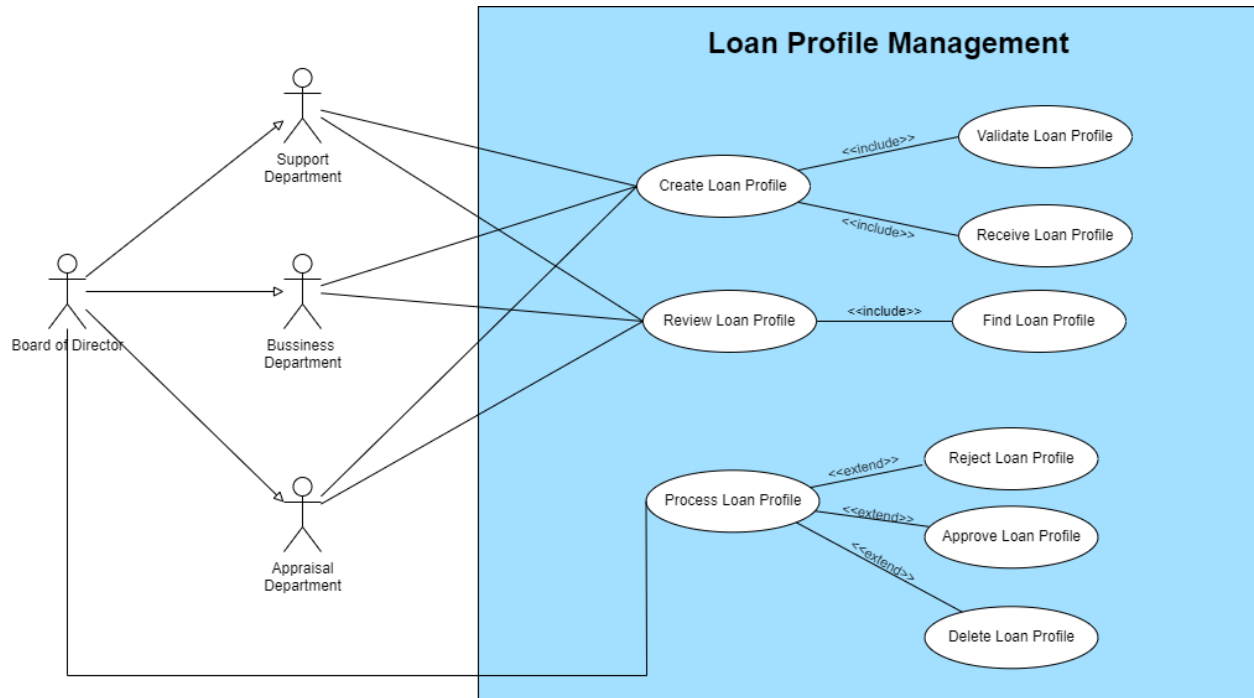 Loan Profile Management
Support
Department
Validate Loan Profile
<<include>>
Create Loan Profile
<<include>>
Receive Loan Profile
Board of Director
Bussiness
Department
Review Loan Profile
<<include>>
Find Loan Profile
Appraisal
Department
Process Loan Profile
<<extend>>
Reject Loan Profile
<<extend>>
Approve Loan Profile
<<extend>>
Delete Loan Profile